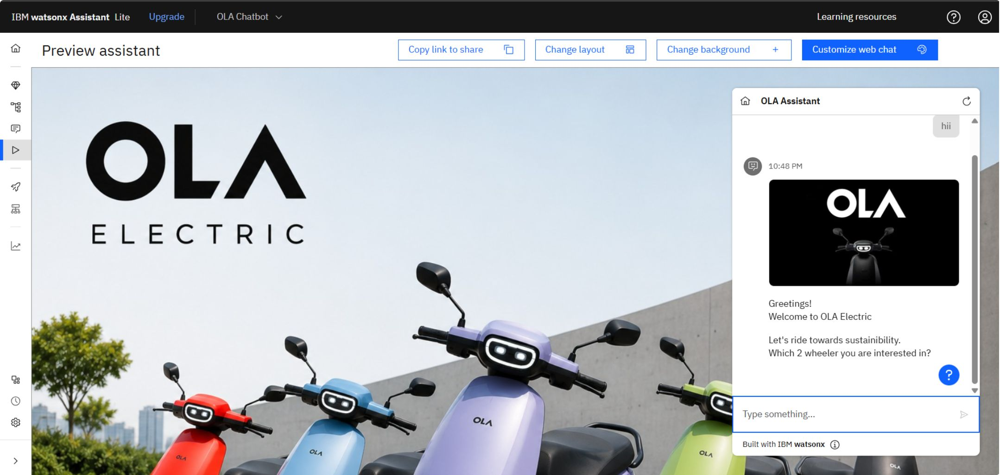 IBM watsonx Assistant Lite Upgrade OLA Chatbot Learning resources
Preview assistant Copy link to share Change layout Change background + Customize web chat
OLA
ELECTRIC
OLA
OLA
OLA
OLA
OLA
OLA Assistant
hii
10:48 PM
OLA
Greetings!
Welcome to OLA Electric
Let's ride towards sustainibility.
Which 2 wheeler you are interested in?
?
Type something...
Built with IBM watsonx